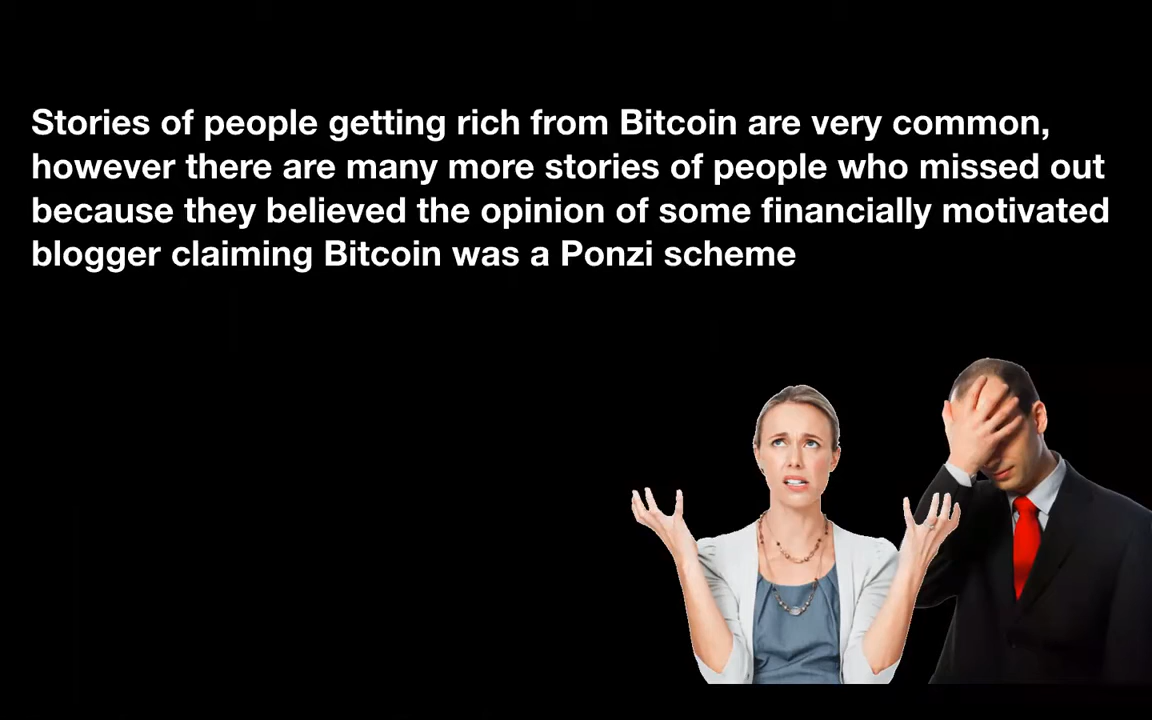 Stories of people getting rich from Bitcoin are very common,
however there are many more stories of people who missed out
because they believed the opinion of some financially motivated
blogger claiming Bitcoin was a Ponzi scheme